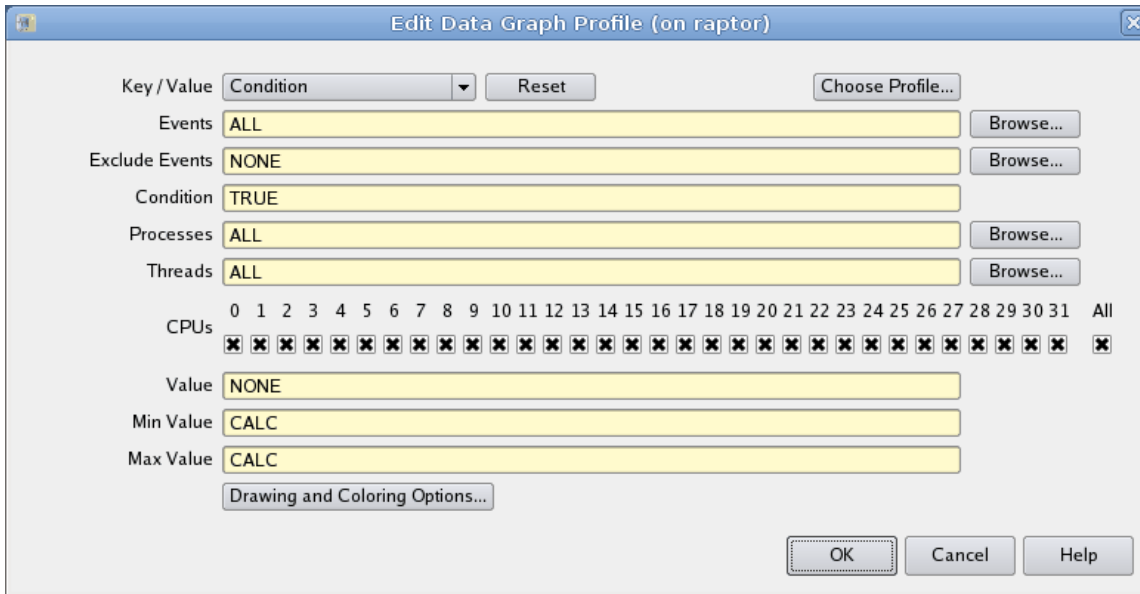 Edit Data Graph Profile (on raptor)
Key / Value Condition Reset Choose Profile...
Events ALL Browse...
Exclude Events NONE Browse...
Condition TRUE
Processes ALL Browse...
Threads ALL Browse...
0 1 2 3 4 5 6 7 8 9 10 11 12 13 14 15 16 17 18 19 20 21 22 23 24 25 26 27 28 29 30 31 All
CPUs
Value NONE
Min Value CALC
Max Value CALC
Drawing and Coloring Options...
OK Cancel Help